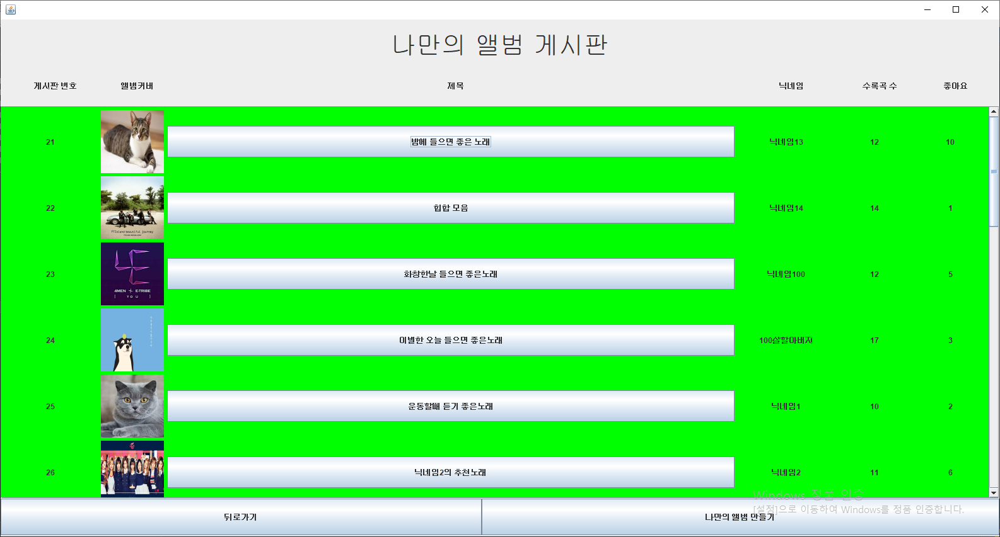 나만의 앨범 게시판
게시판 번호 앨범커버 제목 닉네임 수록곡 수 좋아요
21 밤에 들으면 좋은 노래 닉네임13 12 10
22 힙합 모음 닉네임14 14 1
FTIsland beautiful journey
23 화창한날 들으면 좋은노래 닉네임100 12 5
4MEN E-TRIBE
[ YOU ]
24 이별한 오늘 들으면 좋은노래 100살할아버지 17 3
25 운동할때 듣기 좋은노래 닉네임1 10 2
26 닉네임2의 추천노래 닉네임2 11 6
Windows 정품 인증
[설정]으로 이동하여 Windows를 정품 인증합니다.
뒤로가기 나만의 앨범 만들기